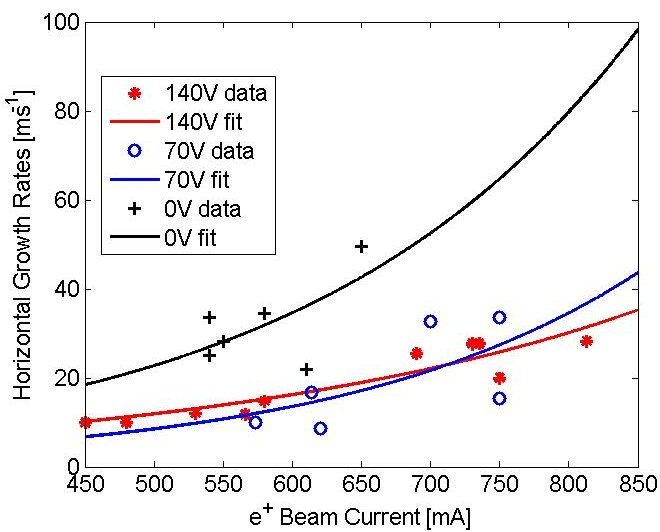 100
80
60
40
20
0
Horizontal Growth Rates [ms⁻¹]
140V data
140V fit
70V data
70V fit
0V data
0V fit
450 500 550 600 650 700 750 800 850
e⁺ Beam Current [mA]